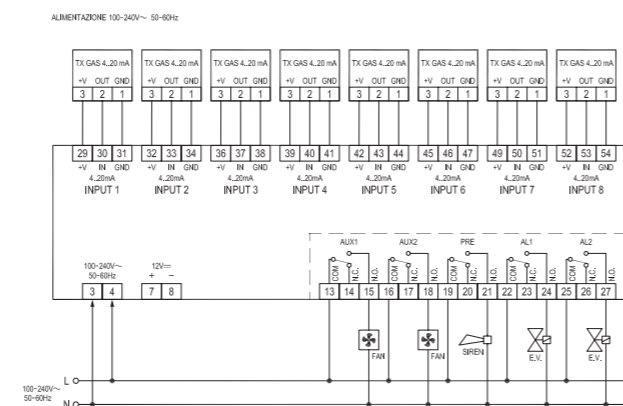 ALIMENTAZIONE 100-240V~ 50-60Hz
TX GAS 4..20 mA TX GAS 4..20 mA TX GAS 4..20 mA TX GAS 4..20 mA TX GAS 4..20 mA TX GAS 4..20 mA TX GAS 4..20 mA TX GAS 4..20 mA
+V OUT GND +V OUT GND +V OUT GND +V OUT GND +V OUT GND +V OUT GND +V OUT GND +V OUT GND
3 2 1 3 2 1 3 2 1 3 2 1 3 2 1 3 2 1 3 2 1 3 2 1
29 30 31 32 33 34 36 37 38 39 40 41 42 43 44 45 46 47 49 50 51 52 53 54
+V IN GND +V IN GND +V IN GND +V IN GND +V IN GND +V IN GND +V IN GND +V IN GND
4..20mA 4..20mA 4..20mA 4..20mA 4..20mA 4..20mA 4..20mA 4..20mA
INPUT 1 INPUT 2 INPUT 3 INPUT 4 INPUT 5 INPUT 6 INPUT 7 INPUT 8
AUX1 AUX2 PRE AL1 AL2
100-240V~ 12V⎓
50-60Hz + −
COM N.C. N.O. COM N.C. N.O. COM N.C. N.O. COM N.C. N.O. COM N.C. N.O.
3 4 7 8 13 14 15 16 17 18 19 20 21 22 23 24 25 26 27
FAN FAN SIREN E.V. E.V.
L
100-240V~
50-60Hz
N